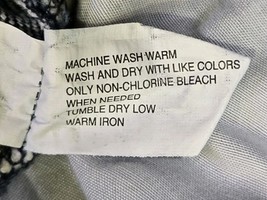 MACHINE WASH WARM
WASH AND DRY WITH LIKE COLORS
ONLY NON-CHLORINE BLEACH
WHEN NEEDED
TUMBLE DRY LOW
WARM IRON